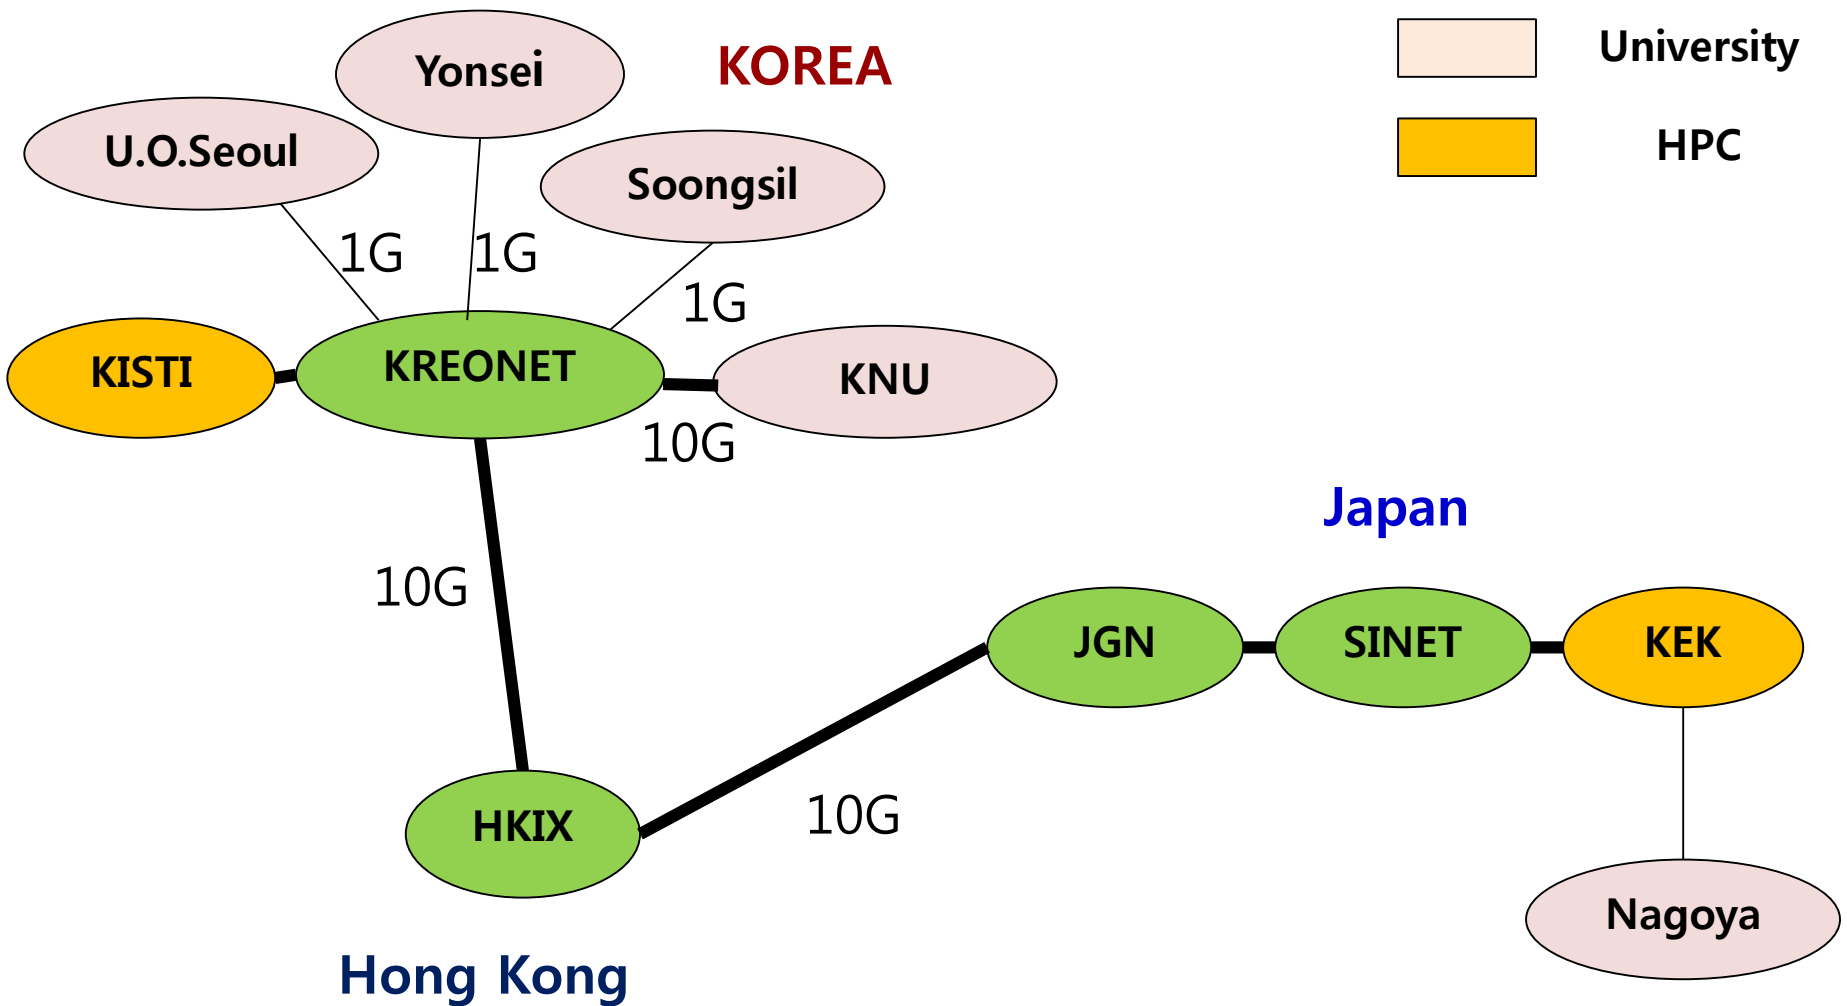 Yonsei
KOREA
University
U.O.Seoul
HPC
Soongsil
1G
1G
1G
KISTI
KREONET
KNU
10G
Japan
10G
JGN
SINET
KEK
10G
HKIX
Nagoya
Hong Kong